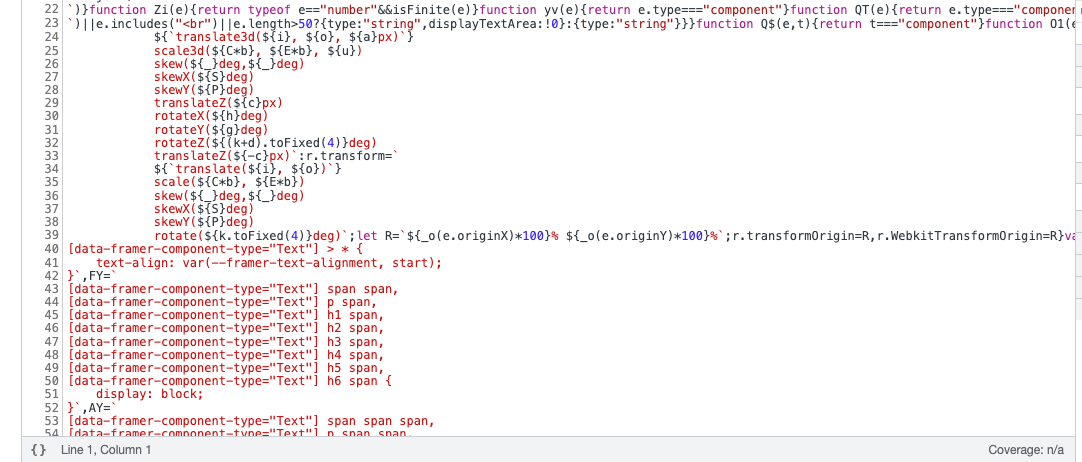 22 `)}function Zi(e){return typeof e=="number"&&isFinite(e)}function yv(e){return e.type==="component"}function QT(e){return e.type==="componen
23 `)||e.includes("<br")||e.length>50?{type:"string",displayTextArea:!0}:{type:"string"}}}function Q$(e,t){return t==="component"}function O1(e
24 ${`translate3d(${i}, ${o}, ${a}px)`}
25 scale3d(${C*b}, ${E*b}, ${u})
26 skew(${_}deg,${_}deg)
27 skewX(${S}deg)
28 skewY(${P}deg)
29 translateZ(${c}px)
30 rotateX(${h}deg)
31 rotateY(${g}deg)
32 rotateZ(${(k+d).toFixed(4)}deg)
33 translateZ(${-c}px)`:r.transform=`
34 ${`translate(${i}, ${o})`}
35 scale(${C*b}, ${E*b})
36 skew(${_}deg,${_}deg)
37 skewX(${S}deg)
38 skewY(${P}deg)
39 rotate(${k.toFixed(4)}deg)`;let R=`${_o(e.originX)*100}% ${_o(e.originY)*100}%`;r.transformOrigin=R,r.WebkitTransformOrigin=R}va
40 [data-framer-component-type="Text"] > * {
41 text-align: var(--framer-text-alignment, start);
42 }`,FY=`
43 [data-framer-component-type="Text"] span span,
44 [data-framer-component-type="Text"] p span,
45 [data-framer-component-type="Text"] h1 span,
46 [data-framer-component-type="Text"] h2 span,
47 [data-framer-component-type="Text"] h3 span,
48 [data-framer-component-type="Text"] h4 span,
49 [data-framer-component-type="Text"] h5 span,
50 [data-framer-component-type="Text"] h6 span {
51 display: block;
52 }`,AY=`
53 [data-framer-component-type="Text"] span span span,
54 [data-framer-component-type="Text"] p span span,
{} Line 1, Column 1 Coverage: n/a